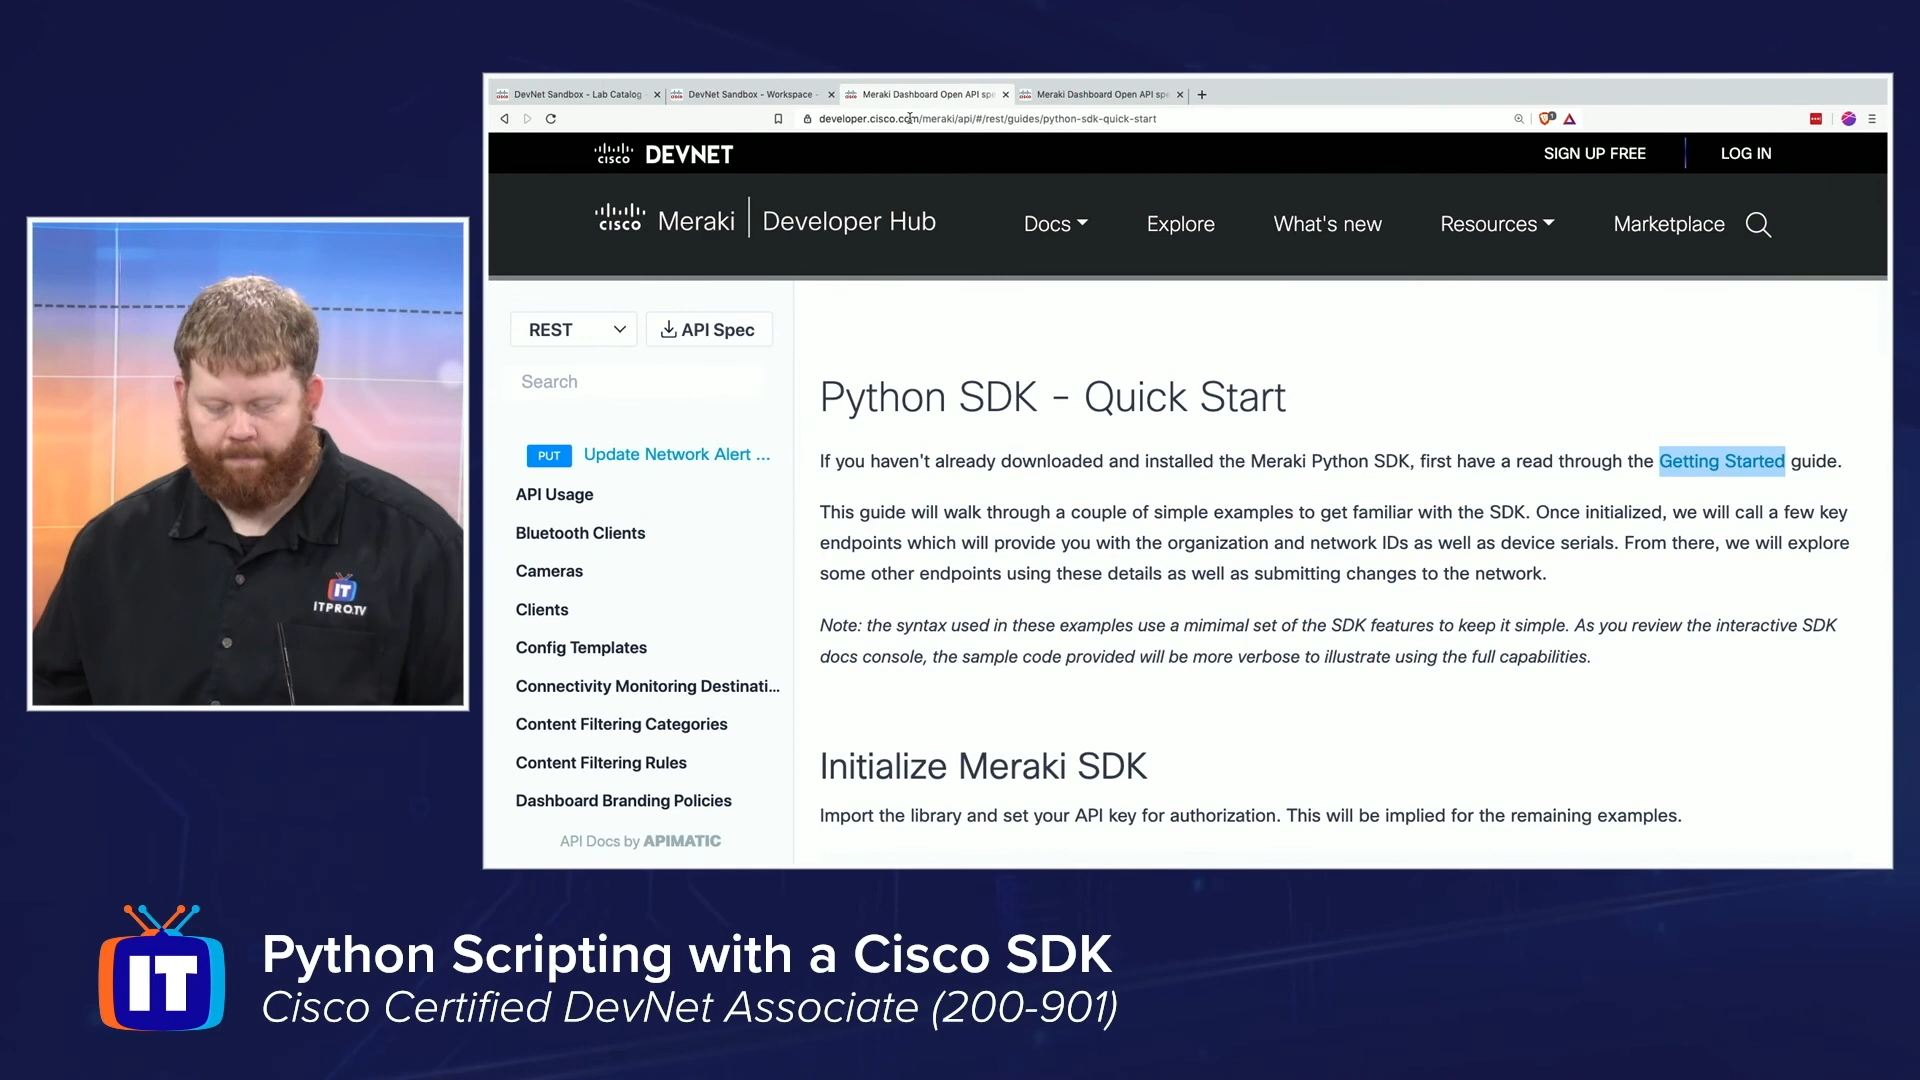 DevNet Sandbox - Lab Catalog
DevNet Sandbox - Workspace -
Meraki Dashboard Open API spe
Meraki Dashboard Open API spe
developer.cisco.com/meraki/api/#/rest/guides/python-sdk-quick-start
cisco DEVNET
SIGN UP FREE
LOG IN
cisco Meraki Developer Hub
Docs
Explore
What's new
Resources
Marketplace
REST
API Spec
Search
PUT Update Network Alert ...
API Usage
Bluetooth Clients
Cameras
Clients
Config Templates
Connectivity Monitoring Destinati...
Content Filtering Categories
Content Filtering Rules
Dashboard Branding Policies
API Docs by APIMATIC
Python SDK - Quick Start
If you haven't already downloaded and installed the Meraki Python SDK, first have a read through the Getting Started guide.
This guide will walk through a couple of simple examples to get familiar with the SDK. Once initialized, we will call a few key
endpoints which will provide you with the organization and network IDs as well as device serials. From there, we will explore
some other endpoints using these details as well as submitting changes to the network.
Note: the syntax used in these examples use a mimimal set of the SDK features to keep it simple. As you review the interactive SDK
docs console, the sample code provided will be more verbose to illustrate using the full capabilities.
Initialize Meraki SDK
Import the library and set your API key for authorization. This will be implied for the remaining examples.
IT
ITPRO.TV
IT
Python Scripting with a Cisco SDK
Cisco Certified DevNet Associate (200-901)